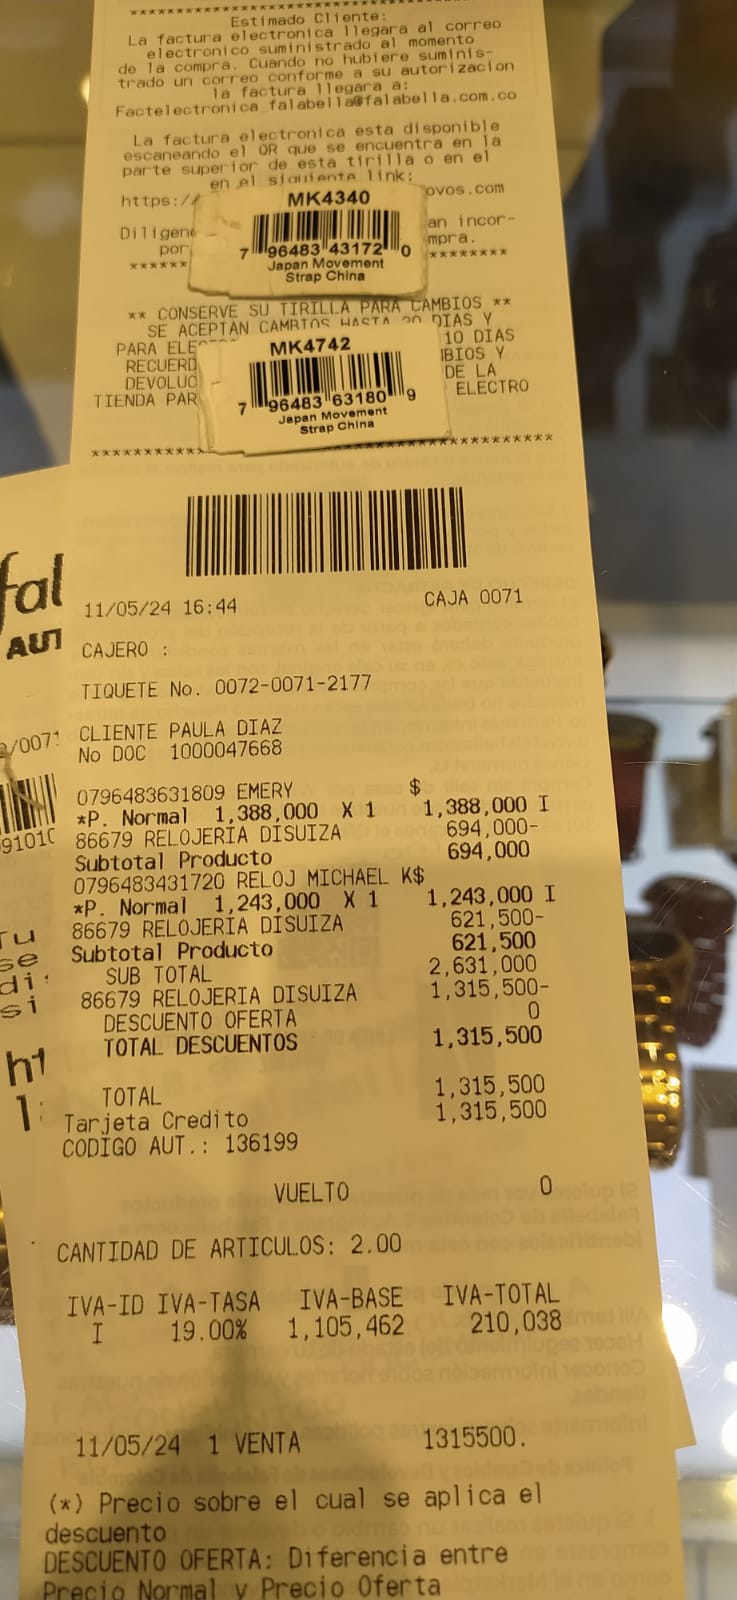 ************************************
Estimado Cliente:
La factura electronica llegara al correo
electronico suministrado al momento
de la compra. Cuando no hubiere suminis-
trado un correo conforme a su autorizacion
la factura llegara a:
Factelectronica_falabella@falabella.com.co
La factura electronica esta disponible
escaneando el QR que se encuentra en la
parte superior de esta tirilla o en el
en el siguiente link:
https:// ovos.com
MK4340
7 96483 43172 0
Japan Movement
Strap China
Diligen an incor-
por mpra.
****** ********
** CONSERVE SU TIRILLA PARA CAMBIOS **
SE ACEPTAN CAMBIOS HASTA 30 DIAS Y
PARA ELE 10 DIAS
RECUERD BIOS Y
DEVOLUC DE LA
TIENDA PAR ELECTRO
MK4742
7 96483 63180 9
Japan Movement
Strap China
************************************
11/05/24 16:44 CAJA 0071
CAJERO :
TIQUETE No. 0072-0071-2177
CLIENTE PAULA DIAZ
No DOC 1000047668
0796483631809 EMERY $
*P. Normal 1,388,000 X 1 1,388,000 I
86679 RELOJERIA DISUIZA 694,000-
Subtotal Producto 694,000
0796483431720 RELOJ MICHAEL K$
*P. Normal 1,243,000 X 1 1,243,000 I
86679 RELOJERIA DISUIZA 621,500-
Subtotal Producto 621,500
SUB TOTAL 2,631,000
86679 RELOJERIA DISUIZA 1,315,500-
DESCUENTO OFERTA 0
TOTAL DESCUENTOS 1,315,500
TOTAL 1,315,500
Tarjeta Credito 1,315,500
CODIGO AUT.: 136199
VUELTO 0
CANTIDAD DE ARTICULOS: 2.00
IVA-ID IVA-TASA IVA-BASE IVA-TOTAL
I 19.00% 1,105,462 210,038
11/05/24 1 VENTA 1315500.
(*) Precio sobre el cual se aplica el
descuento
DESCUENTO OFERTA: Diferencia entre
Precio Normal y Precio Oferta
fal
AUT
/0071
91010
Tu
se
di
si
ht